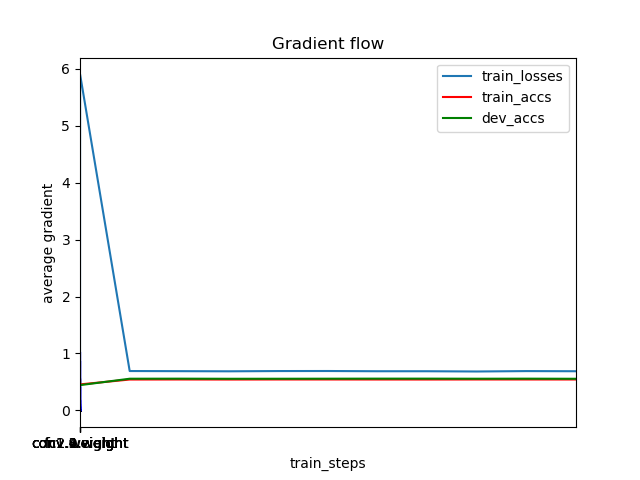 Gradient flow
train_losses
train_accs
dev_accs
average gradient
6
5
4
3
2
1
0
train_steps